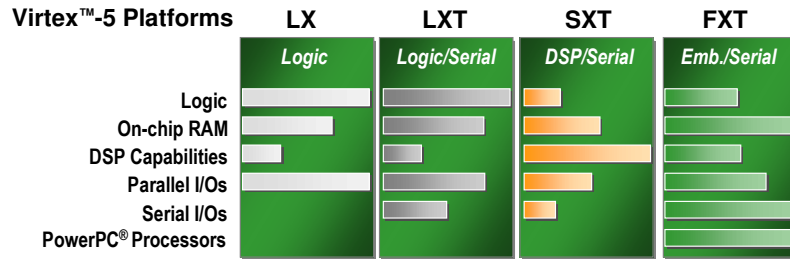 Virtex™-5 Platforms LX LXT SXT FXT
Logic Logic/Serial DSP/Serial Emb./Serial
Logic
On-chip RAM
DSP Capabilities
Parallel I/Os
Serial I/Os
PowerPC® Processors